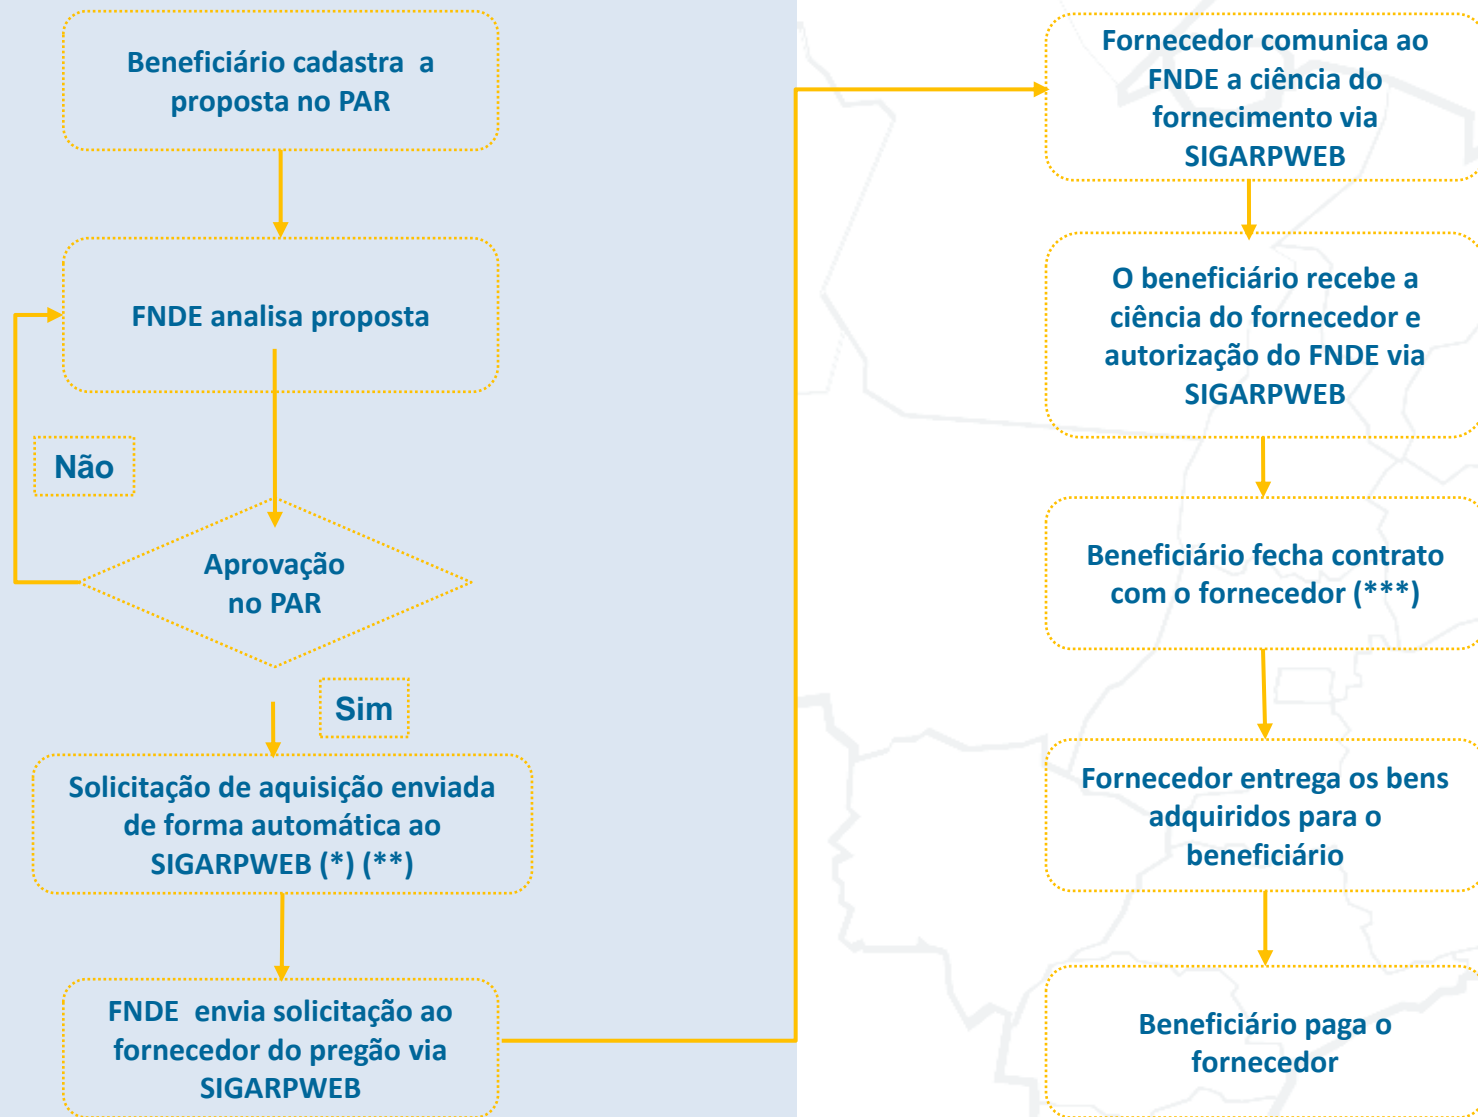 Beneficiário cadastra a
proposta no PAR
FNDE analisa proposta
Não
Aprovação
no PAR
Sim
Solicitação de aquisição enviada
de forma automática ao
SIGARPWEB (*) (**)
FNDE envia solicitação ao
fornecedor do pregão via
SIGARPWEB
Fornecedor comunica ao
FNDE a ciência do
fornecimento via
SIGARPWEB
O beneficiário recebe a
ciência do fornecedor e
autorização do FNDE via
SIGARPWEB
Beneficiário fecha contrato
com o fornecedor (***)
Fornecedor entrega os bens
adquiridos para o
beneficiário
Beneficiário paga o
fornecedor